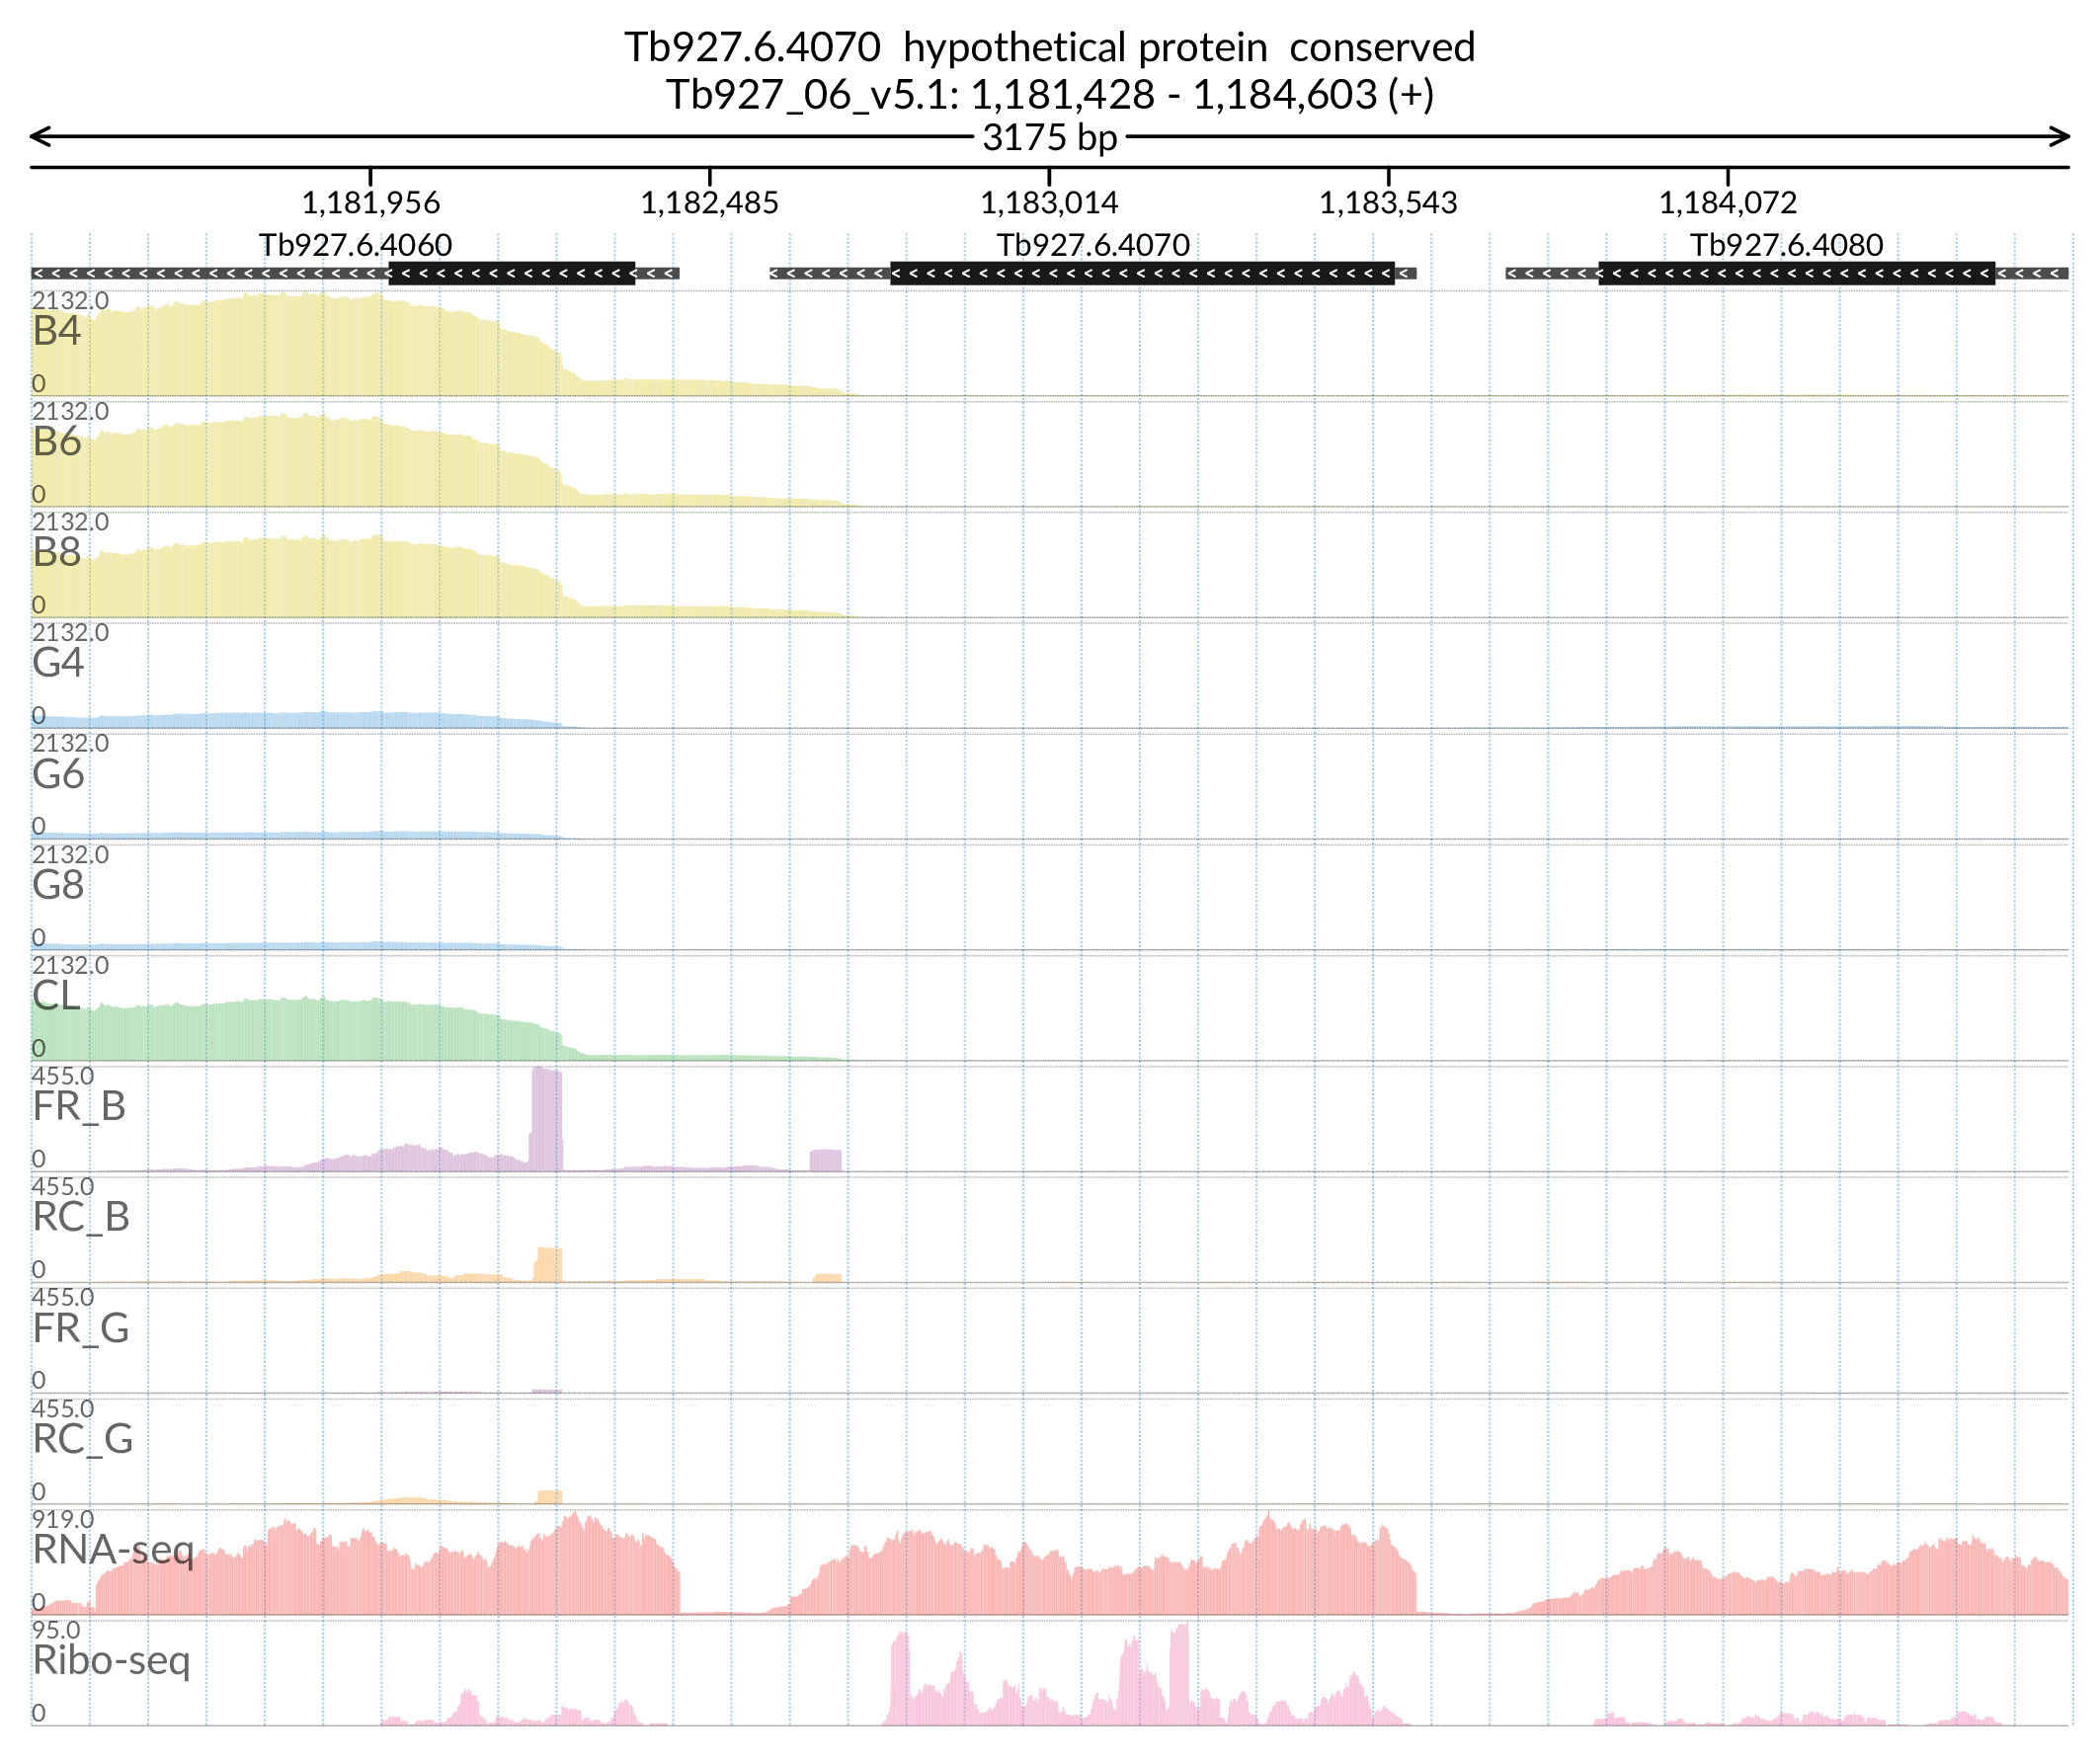 Tb927.6.4070  hypothetical protein  conserved
Tb927_06_v5.1: 1,181,428 - 1,184,603 (+)
3175 bp
1,181,956 1,182,485 1,183,014 1,183,543 1,184,072
Tb927.6.4060 Tb927.6.4070 Tb927.6.4080
2132.0
B4
0
2132.0
B6
0
2132.0
B8
0
2132.0
G4
0
2132.0
G6
0
2132.0
G8
0
2132.0
CL
0
455.0
FR_B
0
455.0
RC_B
0
455.0
FR_G
0
455.0
RC_G
0
919.0
RNA-seq
0
95.0
Ribo-seq
0